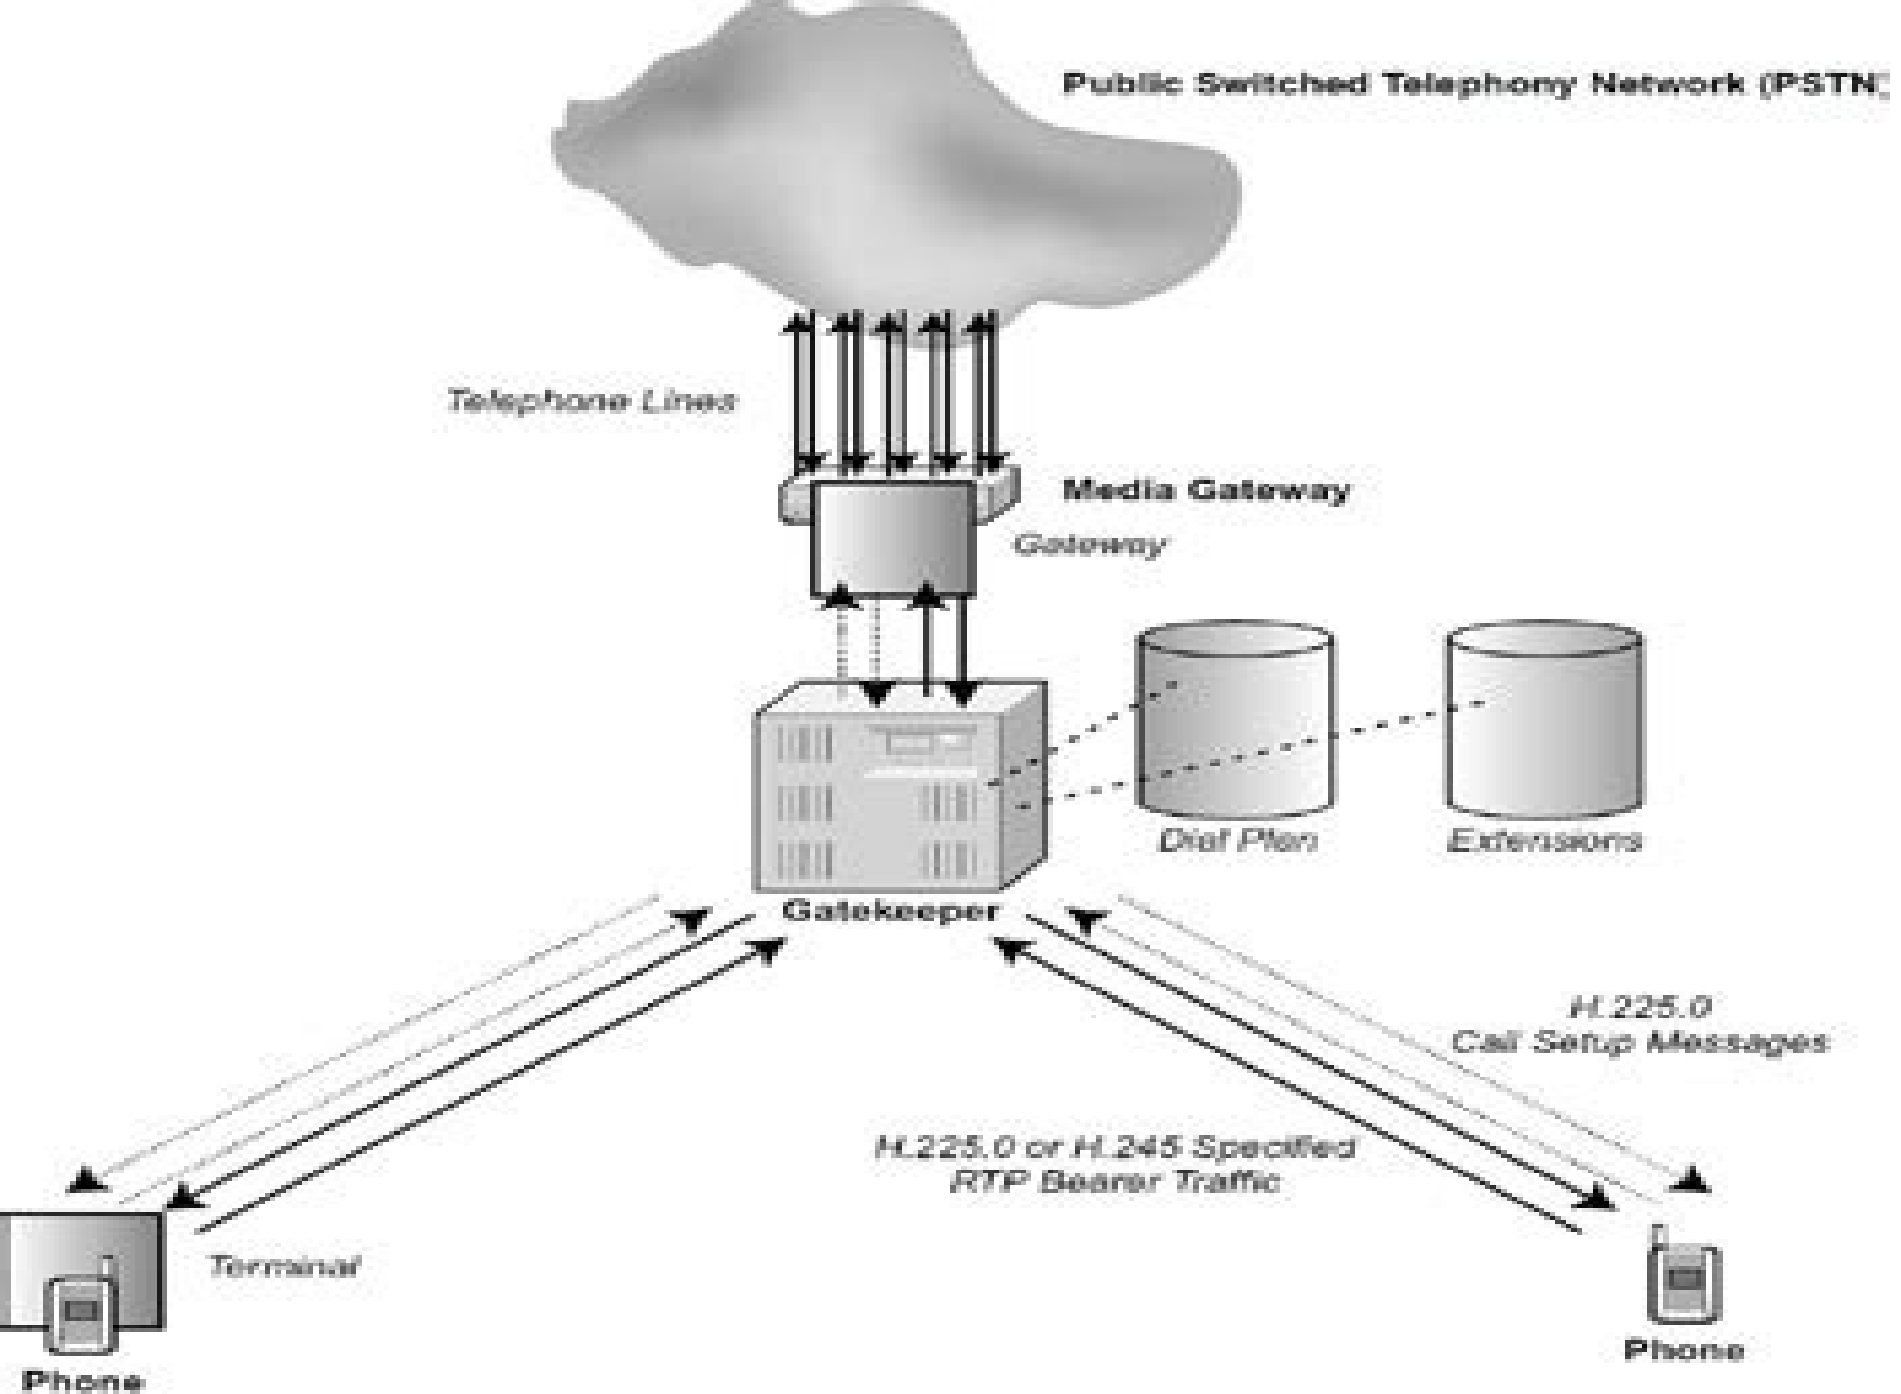 Public Switched Telephony Network (PSTN)
Telephone Lines
Media Gateway
Gateway
Dial Plan
Extensions
Gatekeeper
H.225.0
Call Setup Messages
H.225.0 or H.245 Specified
RTP Bearer Traffic
Terminal
Phone
Phone